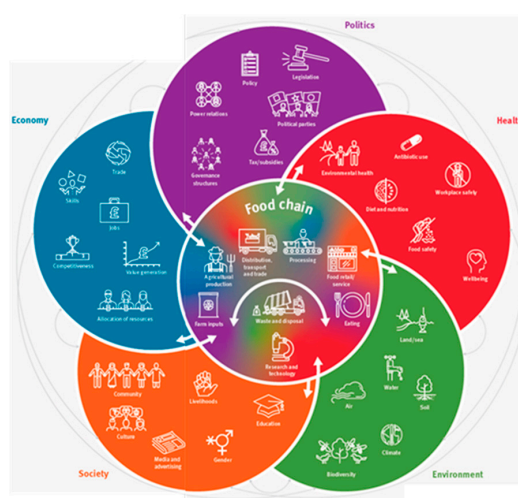 Politics
Policy
Legislation
Power relations
Political parties
Tax/subsidies
Governance
structures
Economy
Trade
Skills
Jobs
Competitiveness
Value generation
Allocation of resources
Healt
Antibiotic use
Environmental health
Workplace safety
Diet and nutrition
Food safety
Wellbeing
Food chain
Distribution,
transport
and trade
Processing
Agricultural
production
Food retail/
service
Farm inputs
Waste and disposal
Eating
Research and
technology
Society
Community
Livelihoods
Culture
Education
Media and
advertising
Gender
Environment
Land/sea
Water
Air
Soil
Climate
Biodiversity